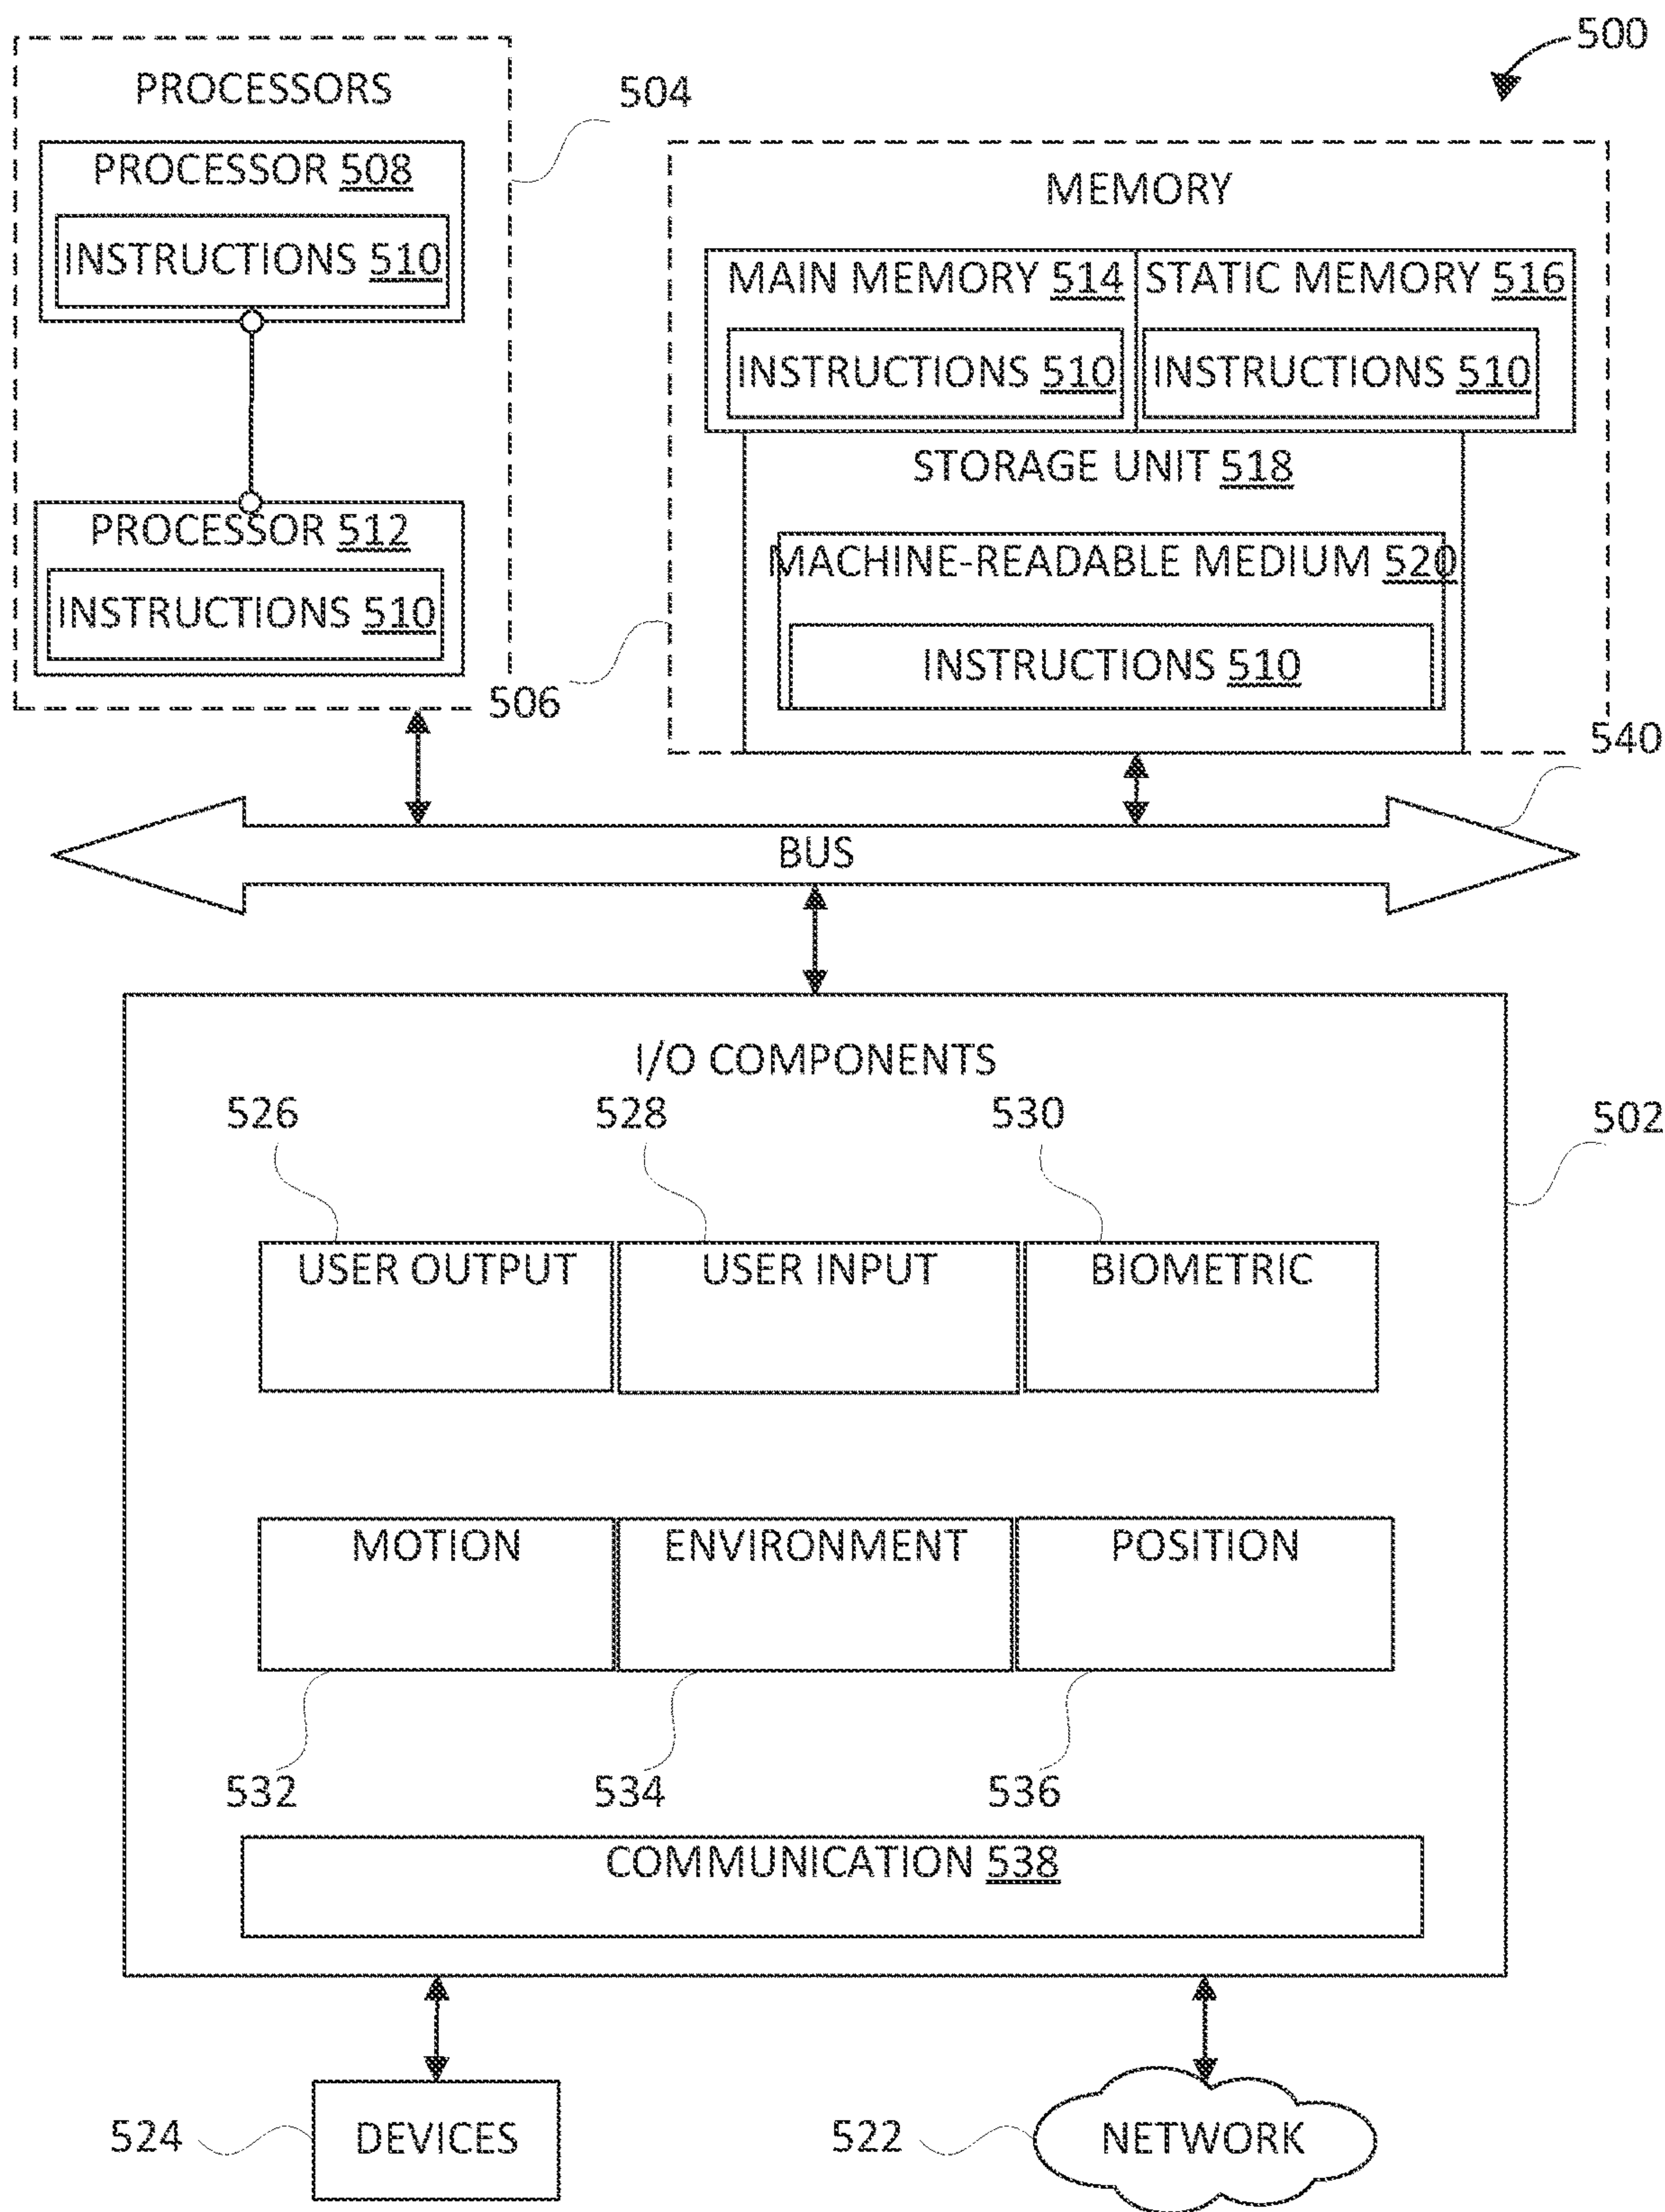 500
PROCESSORS
504
PROCESSOR 508
INSTRUCTIONS 510
PROCESSOR 512
INSTRUCTIONS 510
506
MEMORY
MAIN MEMORY 514
STATIC MEMORY 516
INSTRUCTIONS 510
INSTRUCTIONS 510
STORAGE UNIT 518
MACHINE-READABLE MEDIUM 520
INSTRUCTIONS 510
540
BUS
I/O COMPONENTS
502
526
528
530
USER OUTPUT
USER INPUT
BIOMETRIC
MOTION
ENVIRONMENT
POSITION
532
534
536
COMMUNICATION 538
524
DEVICES
522
NETWORK